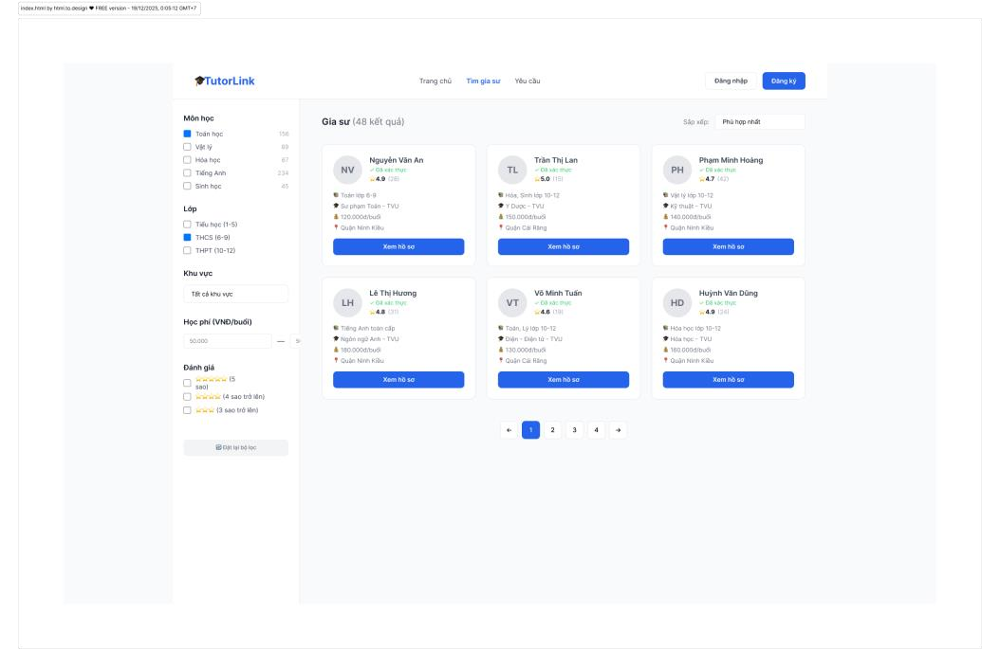 index.html by html.to.design ❤ FREE version - 19/12/2025, 0:05:12 GMT+7
🎓TutorLink
Trang chủ
Tìm gia sư
Yêu cầu
Đăng nhập
Đăng ký
Môn học
Toán học 156
Vật lý 89
Hóa học 67
Tiếng Anh 234
Sinh học 45
Lớp
Tiểu học (1-5)
THCS (6-9)
THPT (10-12)
Khu vực
Tất cả khu vực
Học phí (VNĐ/buổi)
50.000 —
Đánh giá
⭐⭐⭐⭐⭐ (5
sao)
⭐⭐⭐⭐ (4 sao trở lên)
⭐⭐⭐ (3 sao trở lên)
🔄 Đặt lại bộ lọc
Gia sư (48 kết quả)
Sắp xếp: Phù hợp nhất
NV
Nguyễn Văn An
✓ Đã xác thực
⭐ 4.9 (28)
📚 Toán lớp 6-9
🎓 Sư phạm Toán - TVU
💰 120.000đ/buổi
📍 Quận Ninh Kiều
Xem hồ sơ
TL
Trần Thị Lan
✓ Đã xác thực
⭐ 5.0 (15)
📚 Hóa, Sinh lớp 10-12
🎓 Y Dược - TVU
💰 150.000đ/buổi
📍 Quận Cái Răng
Xem hồ sơ
PH
Phạm Minh Hoàng
✓ Đã xác thực
⭐ 4.7 (42)
📚 Vật lý lớp 10-12
🎓 Kỹ thuật - TVU
💰 140.000đ/buổi
📍 Quận Ninh Kiều
Xem hồ sơ
LH
Lê Thị Hương
✓ Đã xác thực
⭐ 4.8 (31)
📚 Tiếng Anh toàn cấp
🎓 Ngôn ngữ Anh - TVU
💰 180.000đ/buổi
📍 Quận Ninh Kiều
Xem hồ sơ
VT
Võ Minh Tuấn
✓ Đã xác thực
⭐ 4.6 (19)
📚 Toán, Lý lớp 10-12
🎓 Điện - Điện tử - TVU
💰 130.000đ/buổi
📍 Quận Cái Răng
Xem hồ sơ
HD
Huỳnh Văn Dũng
✓ Đã xác thực
⭐ 4.9 (24)
📚 Hóa học lớp 10-12
🎓 Hóa học - TVU
💰 160.000đ/buổi
📍 Quận Ninh Kiều
Xem hồ sơ
← 1 2 3 4 →